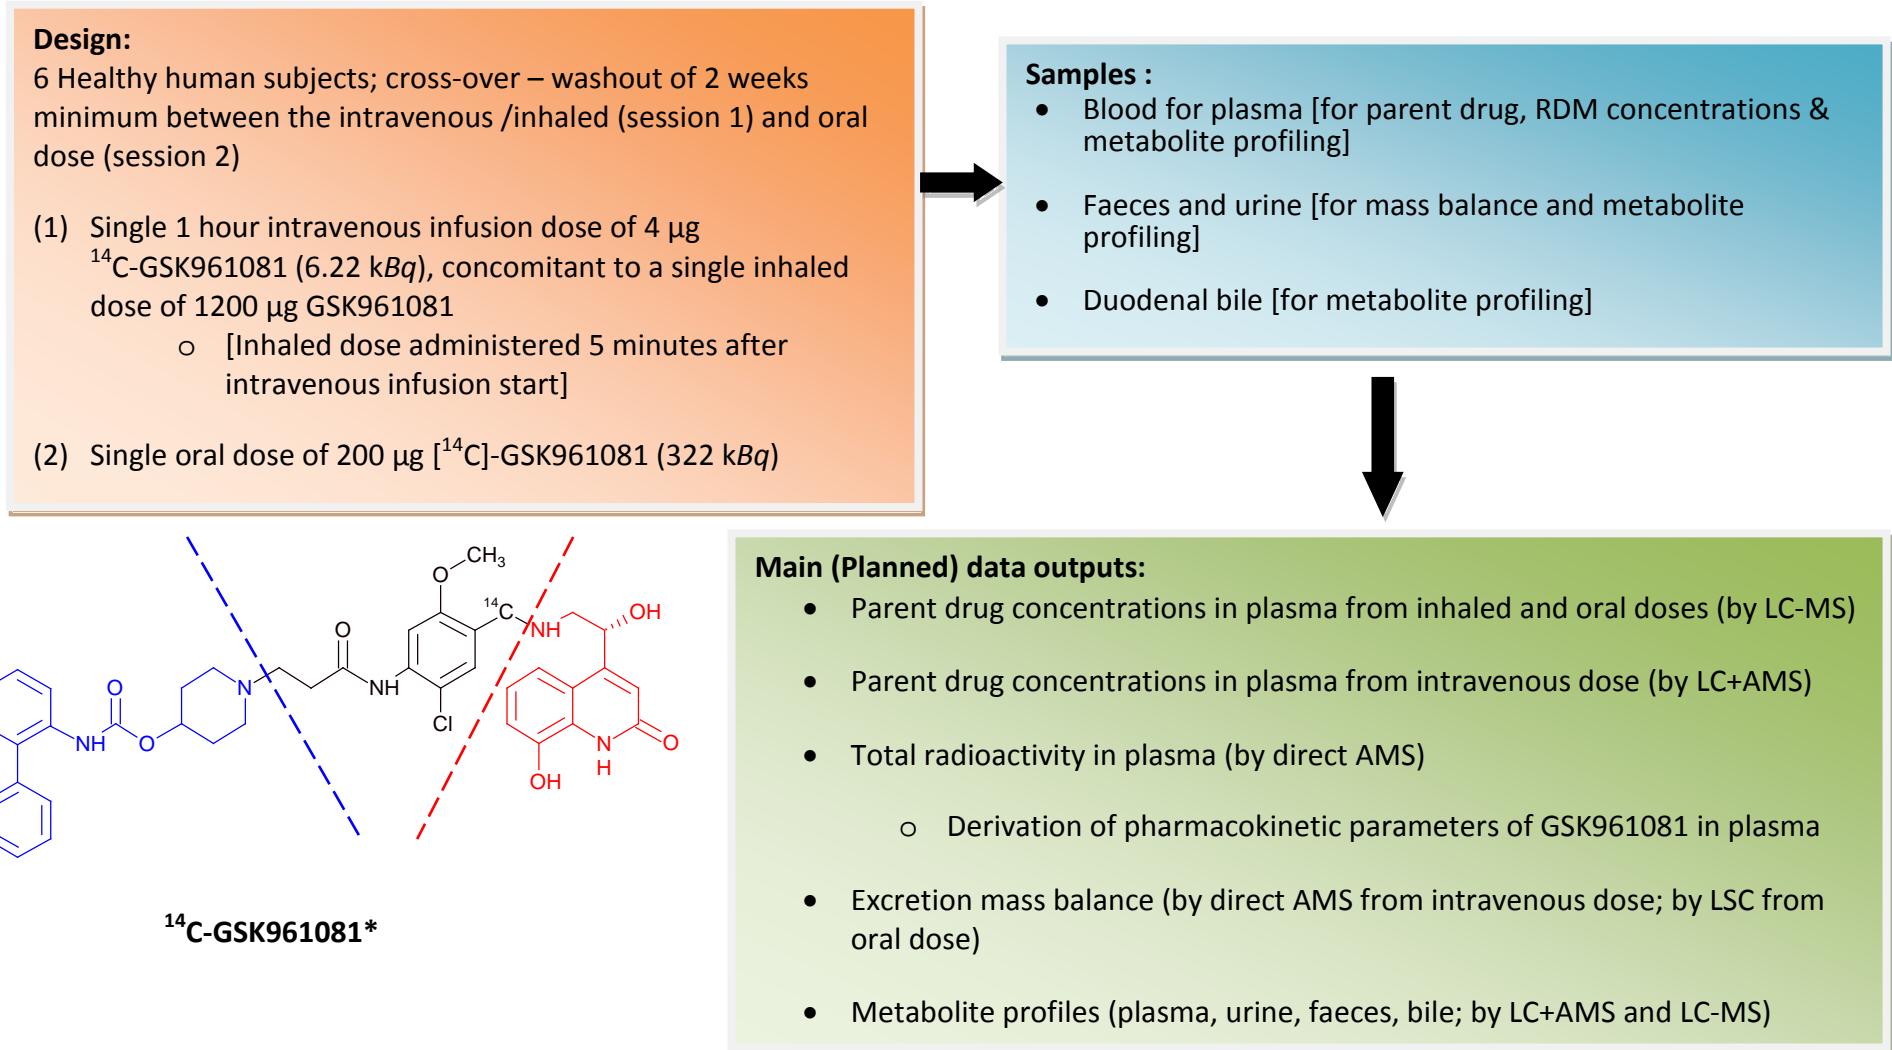 Design:
6 Healthy human subjects; cross-over – washout of 2 weeks
minimum between the intravenous /inhaled (session 1) and oral
dose (session 2)
(1) Single 1 hour intravenous infusion dose of 4 µg
¹⁴C-GSK961081 (6.22 kBq), concomitant to a single inhaled
dose of 1200 µg GSK961081
o [Inhaled dose administered 5 minutes after
intravenous infusion start]
(2) Single oral dose of 200 µg [¹⁴C]-GSK961081 (322 kBq)
Samples :
• Blood for plasma [for parent drug, RDM concentrations &
metabolite profiling]
• Faeces and urine [for mass balance and metabolite
profiling]
• Duodenal bile [for metabolite profiling]
O
CH₃
¹⁴C
NH
OH
O
NH
Cl
N
O
NH
O
N
H
O
OH
¹⁴C-GSK961081*
Main (Planned) data outputs:
• Parent drug concentrations in plasma from inhaled and oral doses (by LC-MS)
• Parent drug concentrations in plasma from intravenous dose (by LC+AMS)
• Total radioactivity in plasma (by direct AMS)
o Derivation of pharmacokinetic parameters of GSK961081 in plasma
• Excretion mass balance (by direct AMS from intravenous dose; by LSC from
oral dose)
• Metabolite profiles (plasma, urine, faeces, bile; by LC+AMS and LC-MS)